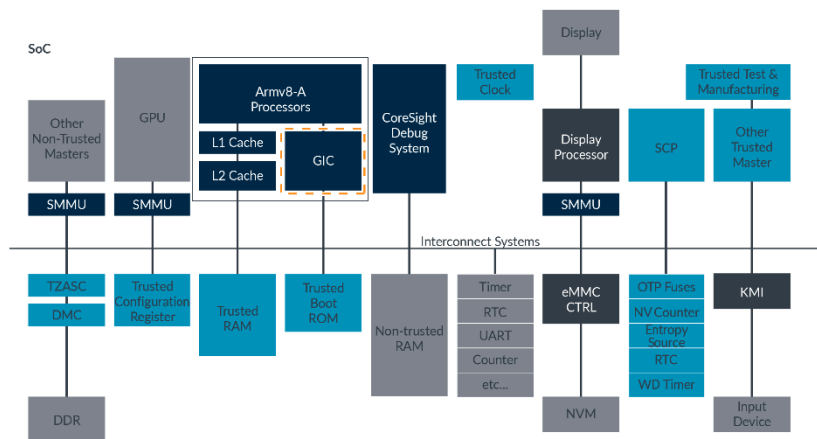 Display
SoC
Other
Non-Trusted
Masters
GPU
Armv8-A
Processors
L1 Cache
L2 Cache
GIC
CoreSight
Debug
System
Trusted
Clock
Display
Processor
SCP
Trusted Test &
Manufacturing
Other
Trusted
Master
SMMU
SMMU
SMMU
Interconnect Systems
TZASC
DMC
DDR
Trusted
Configuration
Register
Trusted
RAM
Trusted
Boot
ROM
Non-trusted
RAM
Timer
RTC
UART
Counter
etc...
eMMC
CTRL
NVM
OTP Fuses
NV Counter
Entropy
Source
RTC
WD Timer
KMI
Input
Device